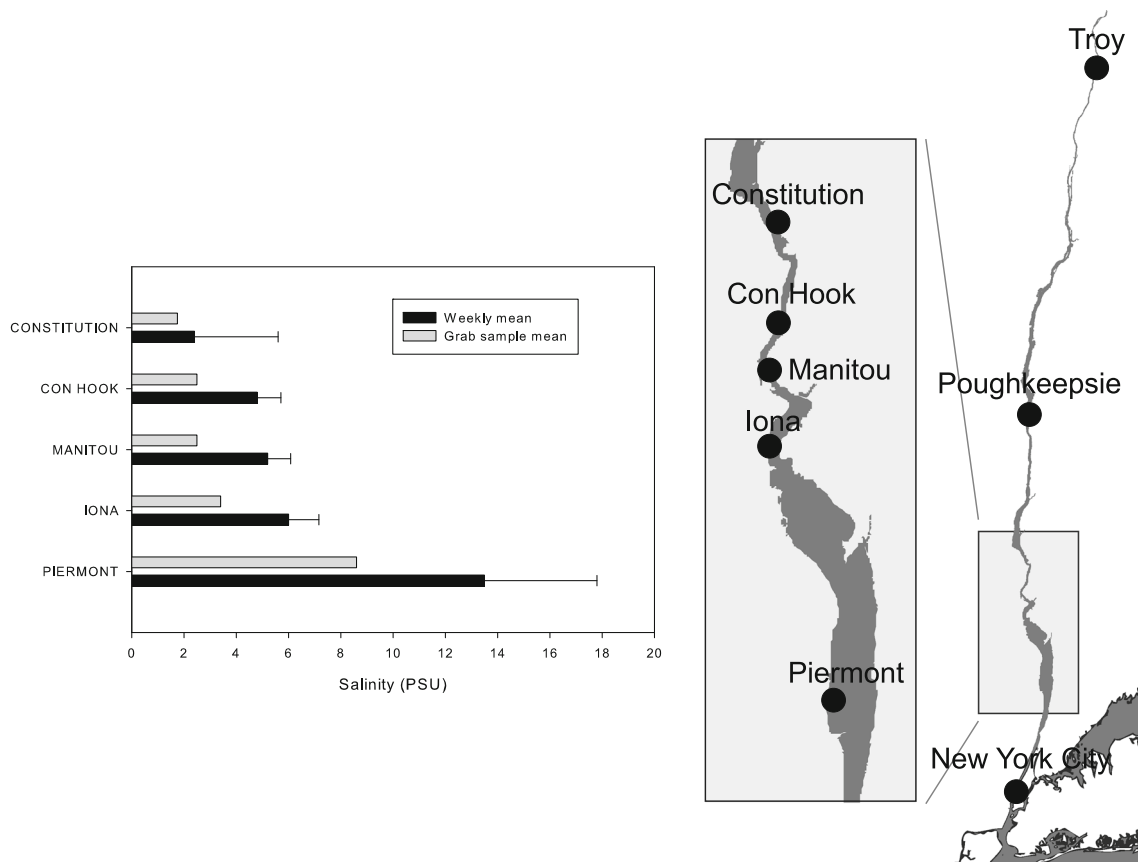 CONSTITUTION
CON HOOK
MANITOU
IONA
PIERMONT
Weekly mean
Grab sample mean
0 2 4 6 8 10 12 14 16 18 20
Salinity (PSU)
Constitution
Con Hook
Manitou
Iona
Piermont
Troy
Poughkeepsie
New York City